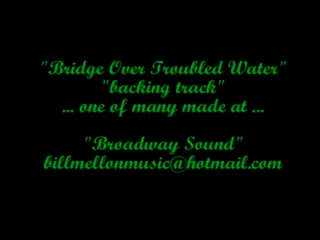 "Bridge Over Troubled Water"
"backing track"
... one of many made at ...
"Broadway Sound"
billmellonmusic@hotmail.com